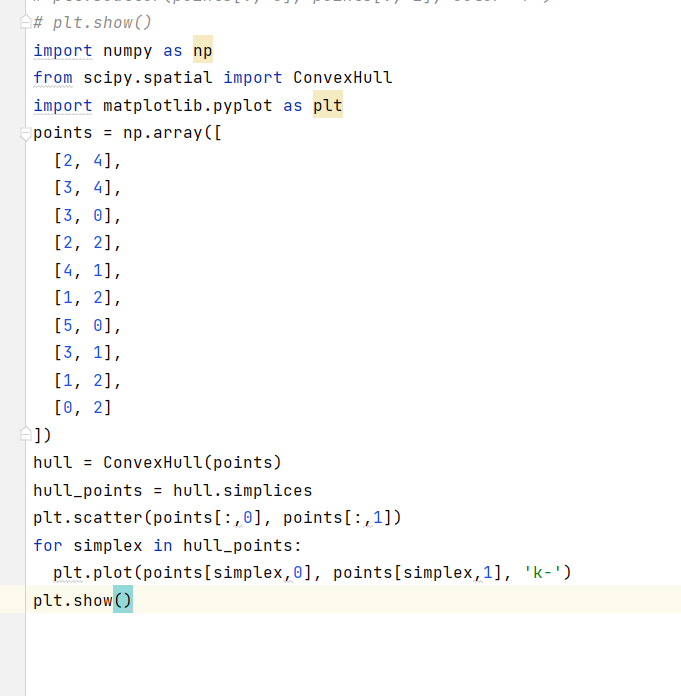 # plt.show()
import numpy as np
from scipy.spatial import ConvexHull
import matplotlib.pyplot as plt
points = np.array([
  [2, 4],
  [3, 4],
  [3, 0],
  [2, 2],
  [4, 1],
  [1, 2],
  [5, 0],
  [3, 1],
  [1, 2],
  [0, 2]
])
hull = ConvexHull(points)
hull_points = hull.simplices
plt.scatter(points[:,0], points[:,1])
for simplex in hull_points:
  plt.plot(points[simplex,0], points[simplex,1], 'k-')
plt.show()